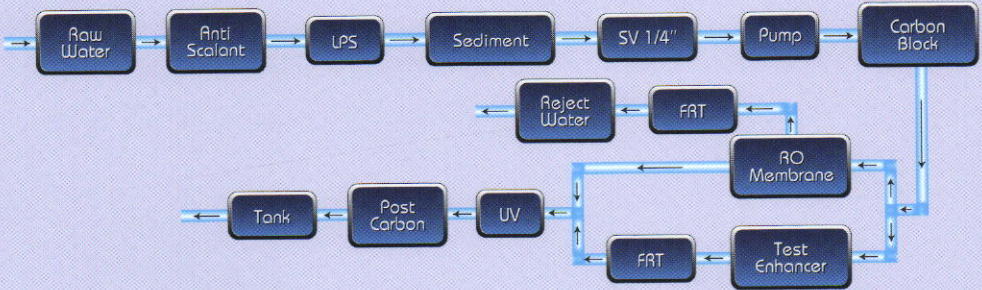 Raw
Water
Anti
Scalant
LPS
Sediment
SV 1/4"
Pump
Carbon
Block
Reject
Water
FRT
RO
Membrane
Tank
Post
Carbon
UV
FRT
Test
Enhancer